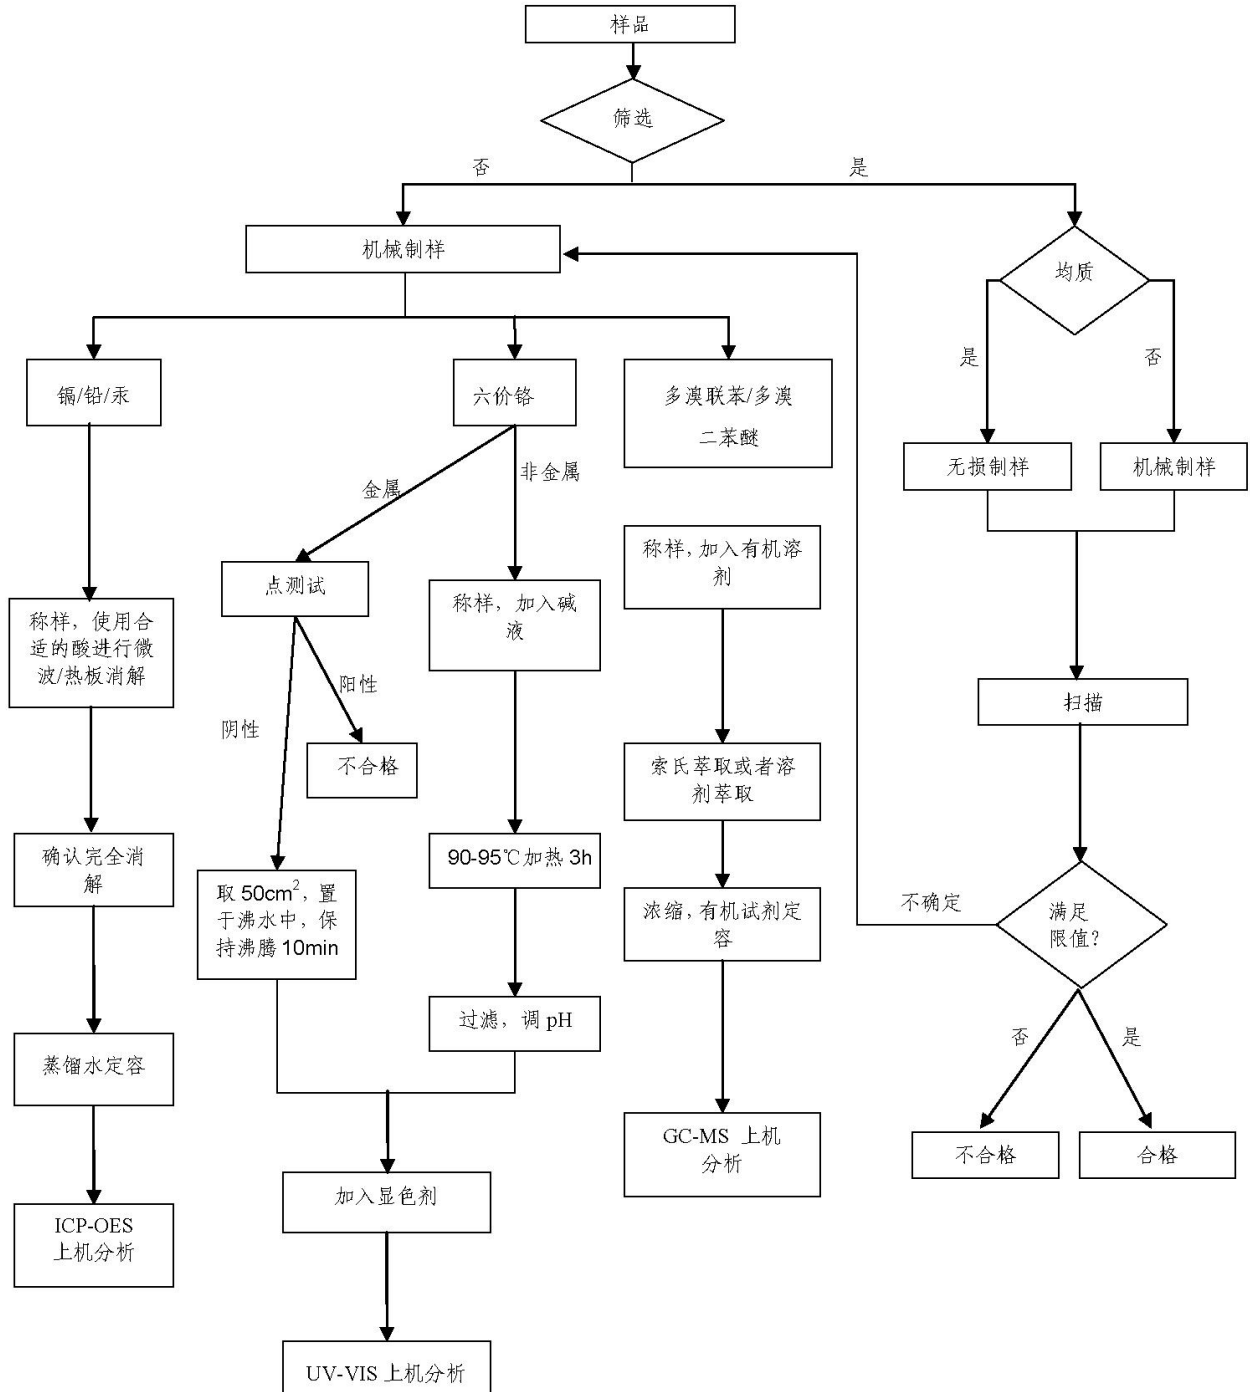 样品
筛选
否
是
机械制样
均质
是
否
镉/铅/汞
六价铬
多溴联苯/多溴
二苯醚
无损制样
机械制样
金属
非金属
称样,加入有机溶
剂
点测试
称样，加入碱
液
称样，使用合
适的酸进行微
波/热板消解
阳性
阴性
扫描
不合格
索氏萃取或者溶
剂萃取
确认完全消
解
90-95℃加热 3h
取 50cm²，置
于沸水中，保
持沸腾 10min
浓缩,有机试剂定
容
不确定
满足
限值？
过滤，调 pH
蒸馏水定容
否
是
GC-MS 上机
分析
不合格
合格
加入显色剂
ICP-OES
上机分析
UV-VIS 上机分析